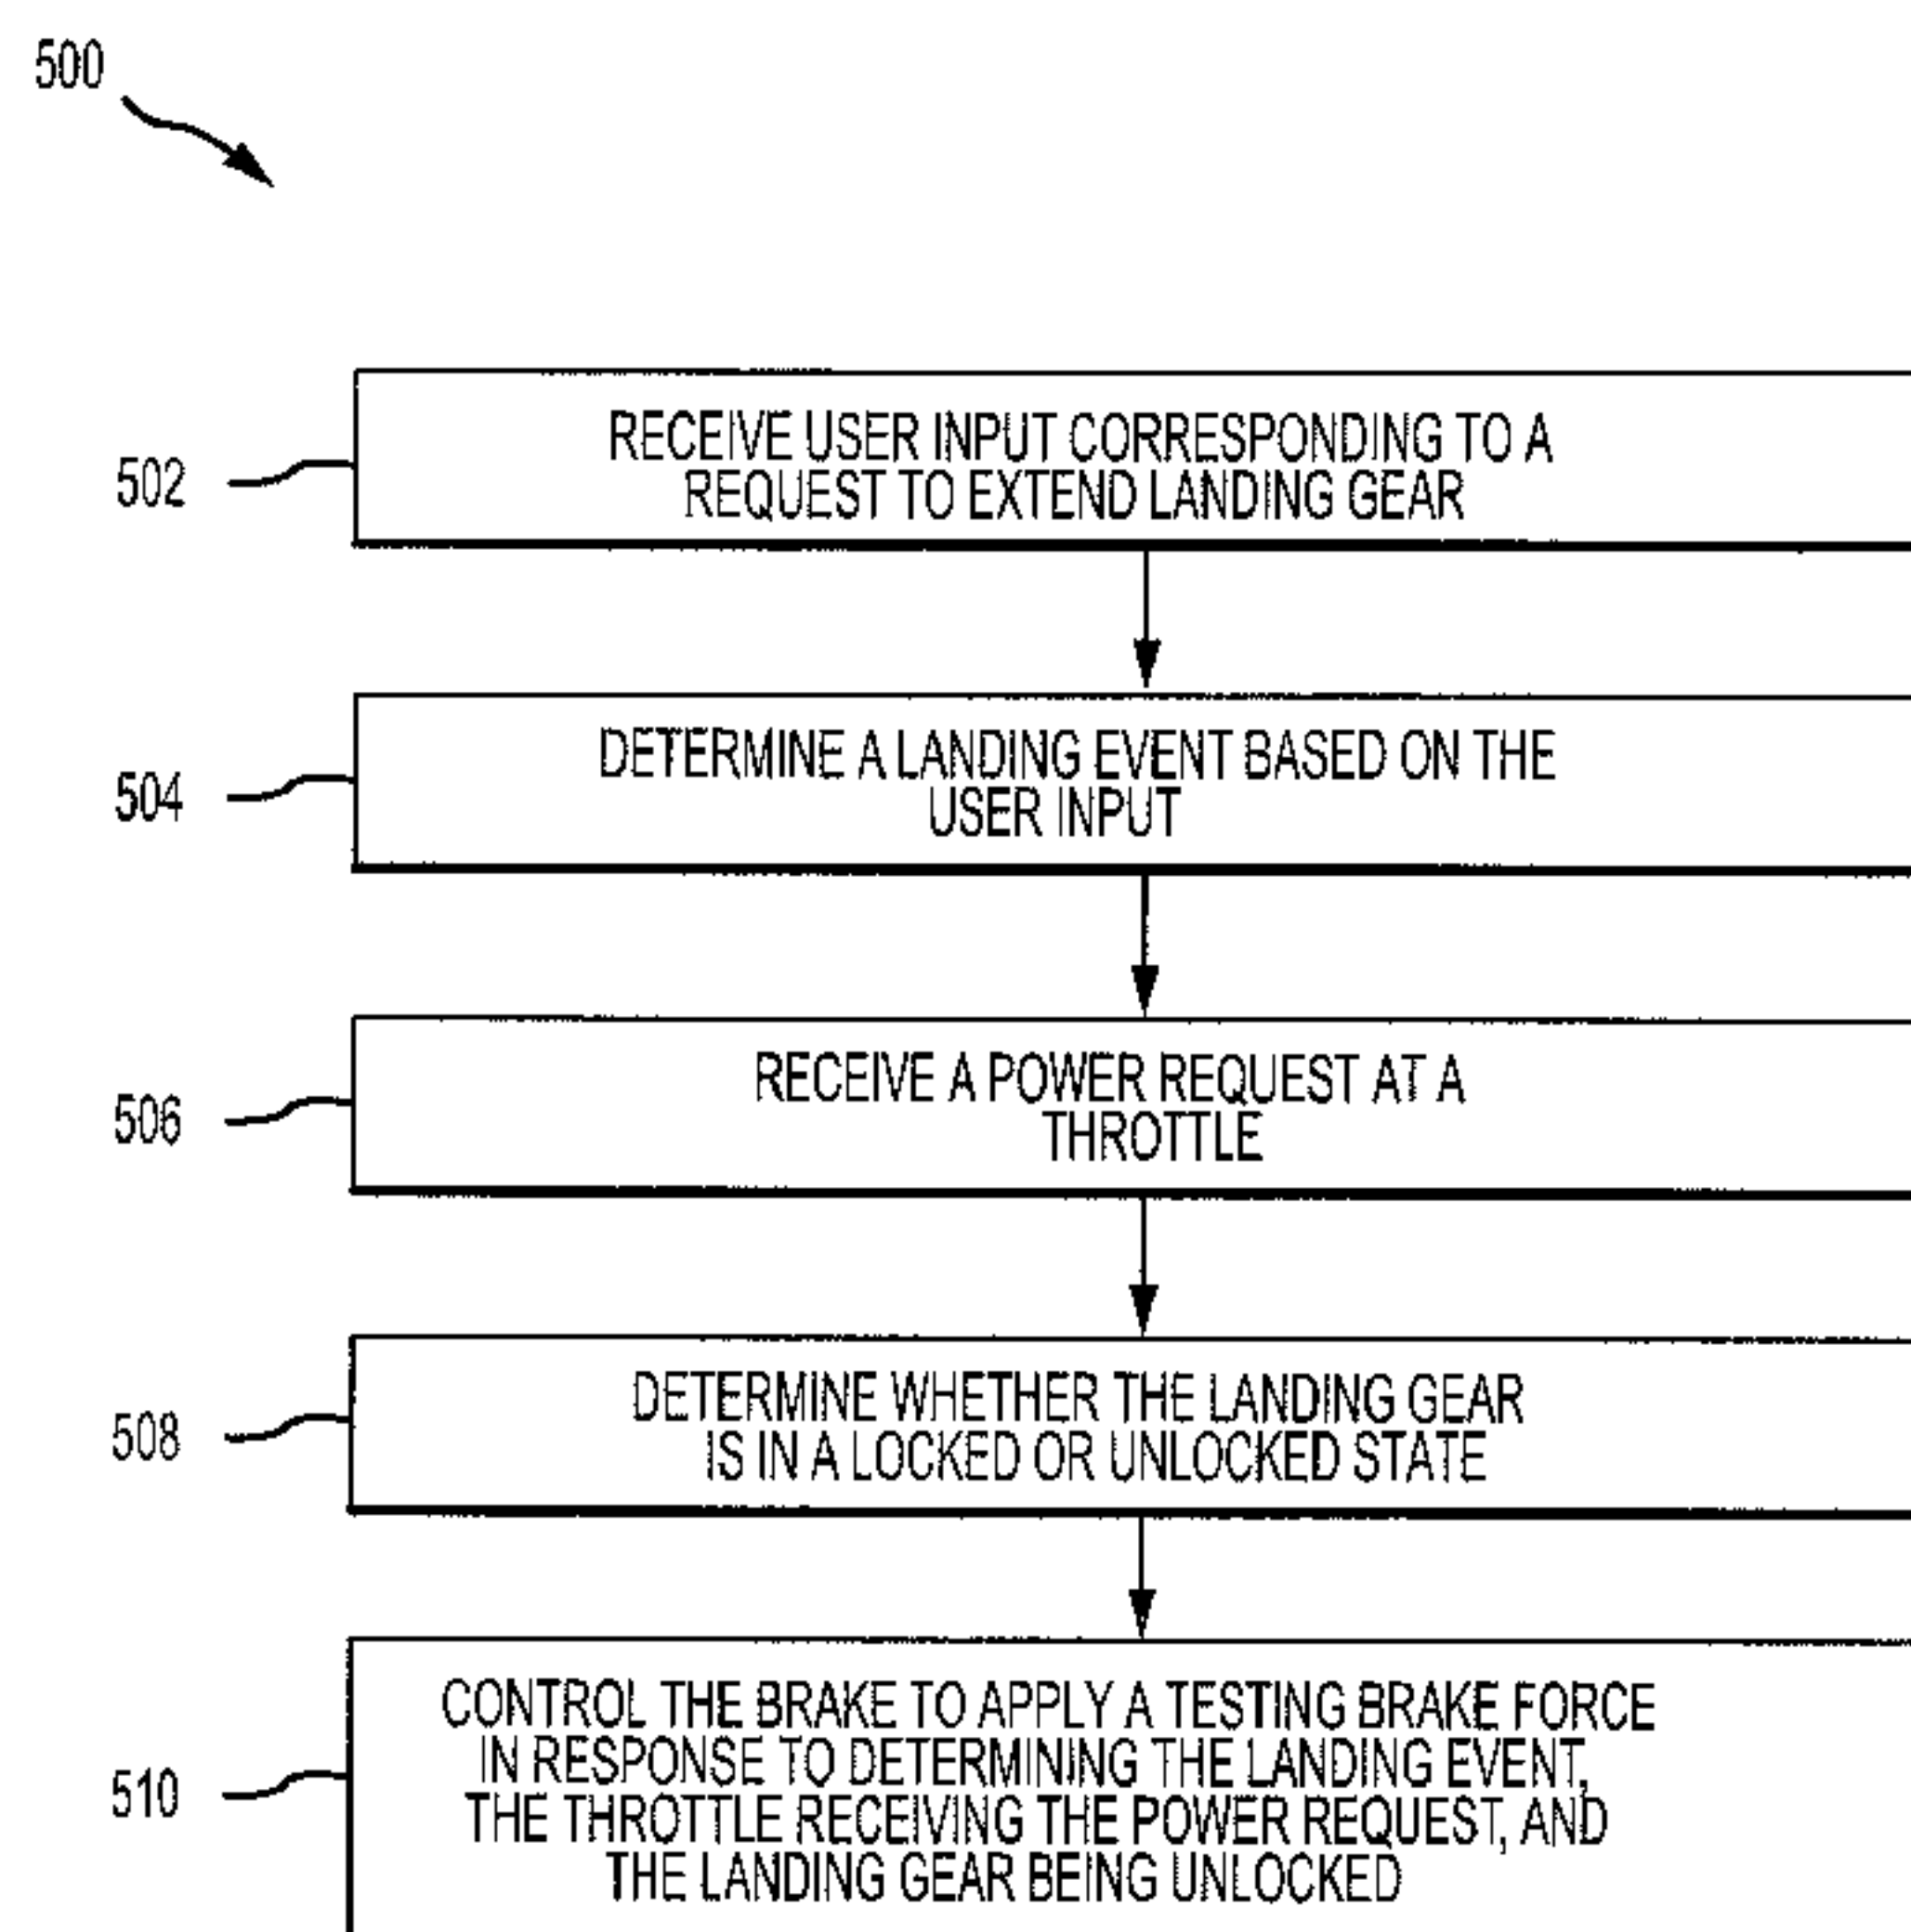 500
502
RECEIVE USER INPUT CORRESPONDING TO A
REQUEST TO EXTEND LANDING GEAR
504
DETERMINE A LANDING EVENT BASED ON THE
USER INPUT
506
RECEIVE A POWER REQUEST AT A
THROTTLE
508
DETERMINE WHETHER THE LANDING GEAR
IS IN A LOCKED OR UNLOCKED STATE
510
CONTROL THE BRAKE TO APPLY A TESTING BRAKE FORCE
IN RESPONSE TO DETERMINING THE LANDING EVENT,
THE THROTTLE RECEIVING THE POWER REQUEST, AND
THE LANDING GEAR BEING UNLOCKED